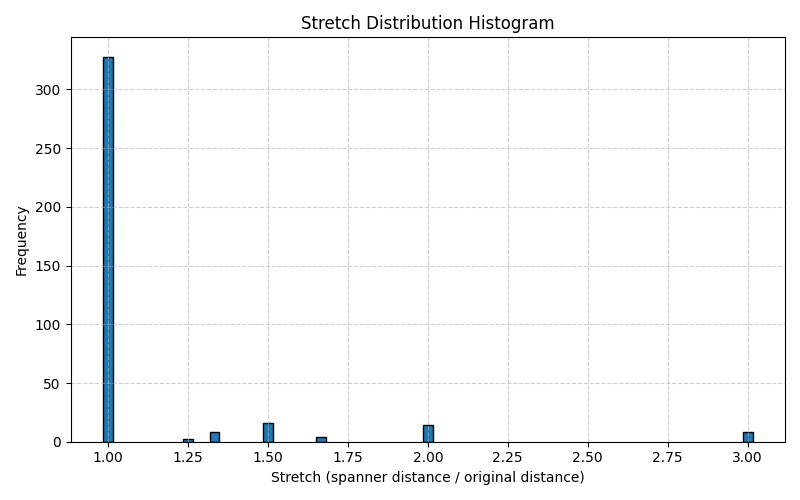 Stretch Distribution Histogram
Frequency
300
250
200
150
100
50
0
1.00 1.25 1.50 1.75 2.00 2.25 2.50 2.75 3.00
Stretch (spanner distance / original distance)